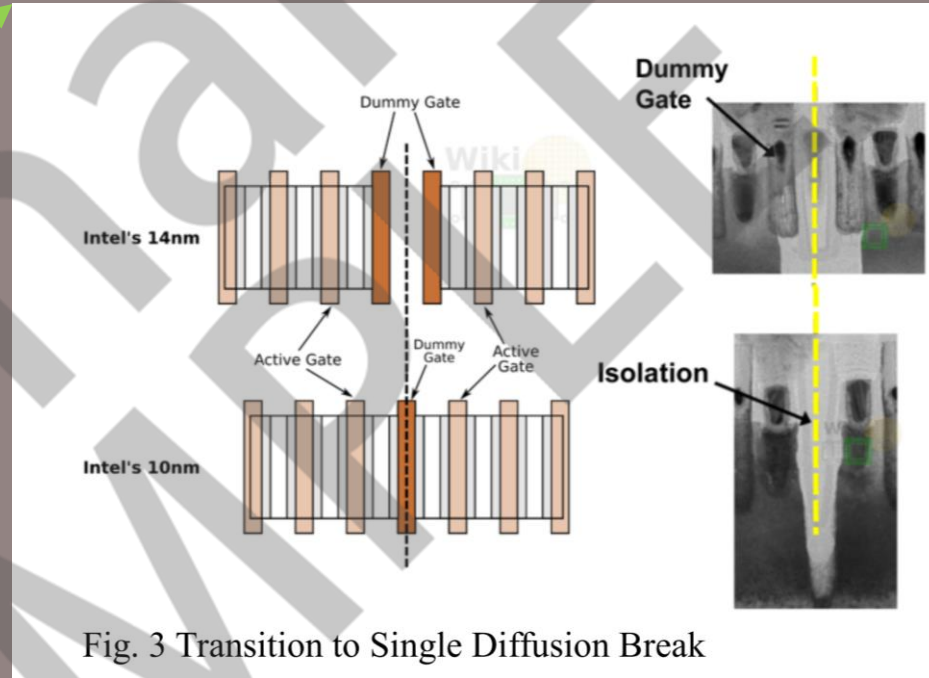 Dummy Gate
Intel's 14nm
Active Gate
Dummy
Gate
Active
Gate
Intel's 10nm
Dummy
Gate
Isolation
Wiki
Fig. 3 Transition to Single Diffusion Break